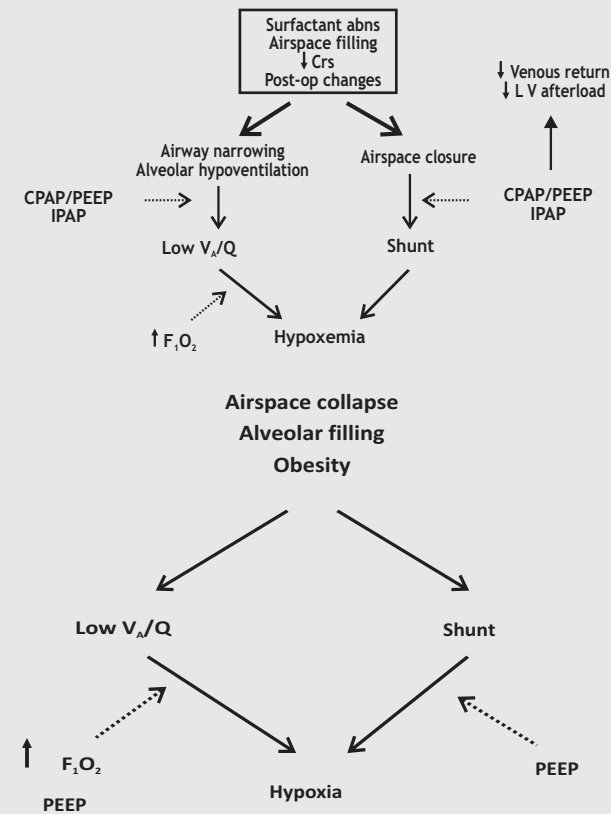 Surfactant abns
Airspace filling
↓ Crs
Post-op changes
↓ Venous return
↓ L V afterload
Airway narrowing
Alveolar hypoventilation
Airspace closure
CPAP/PEEP
IPAP
CPAP/PEEP
IPAP
Low VA/Q
Shunt
↑ F1O2
Hypoxemia
Airspace collapse
Alveolar filling
Obesity
Low VA/Q
Shunt
↑ F1O2
PEEP
Hypoxia
PEEP